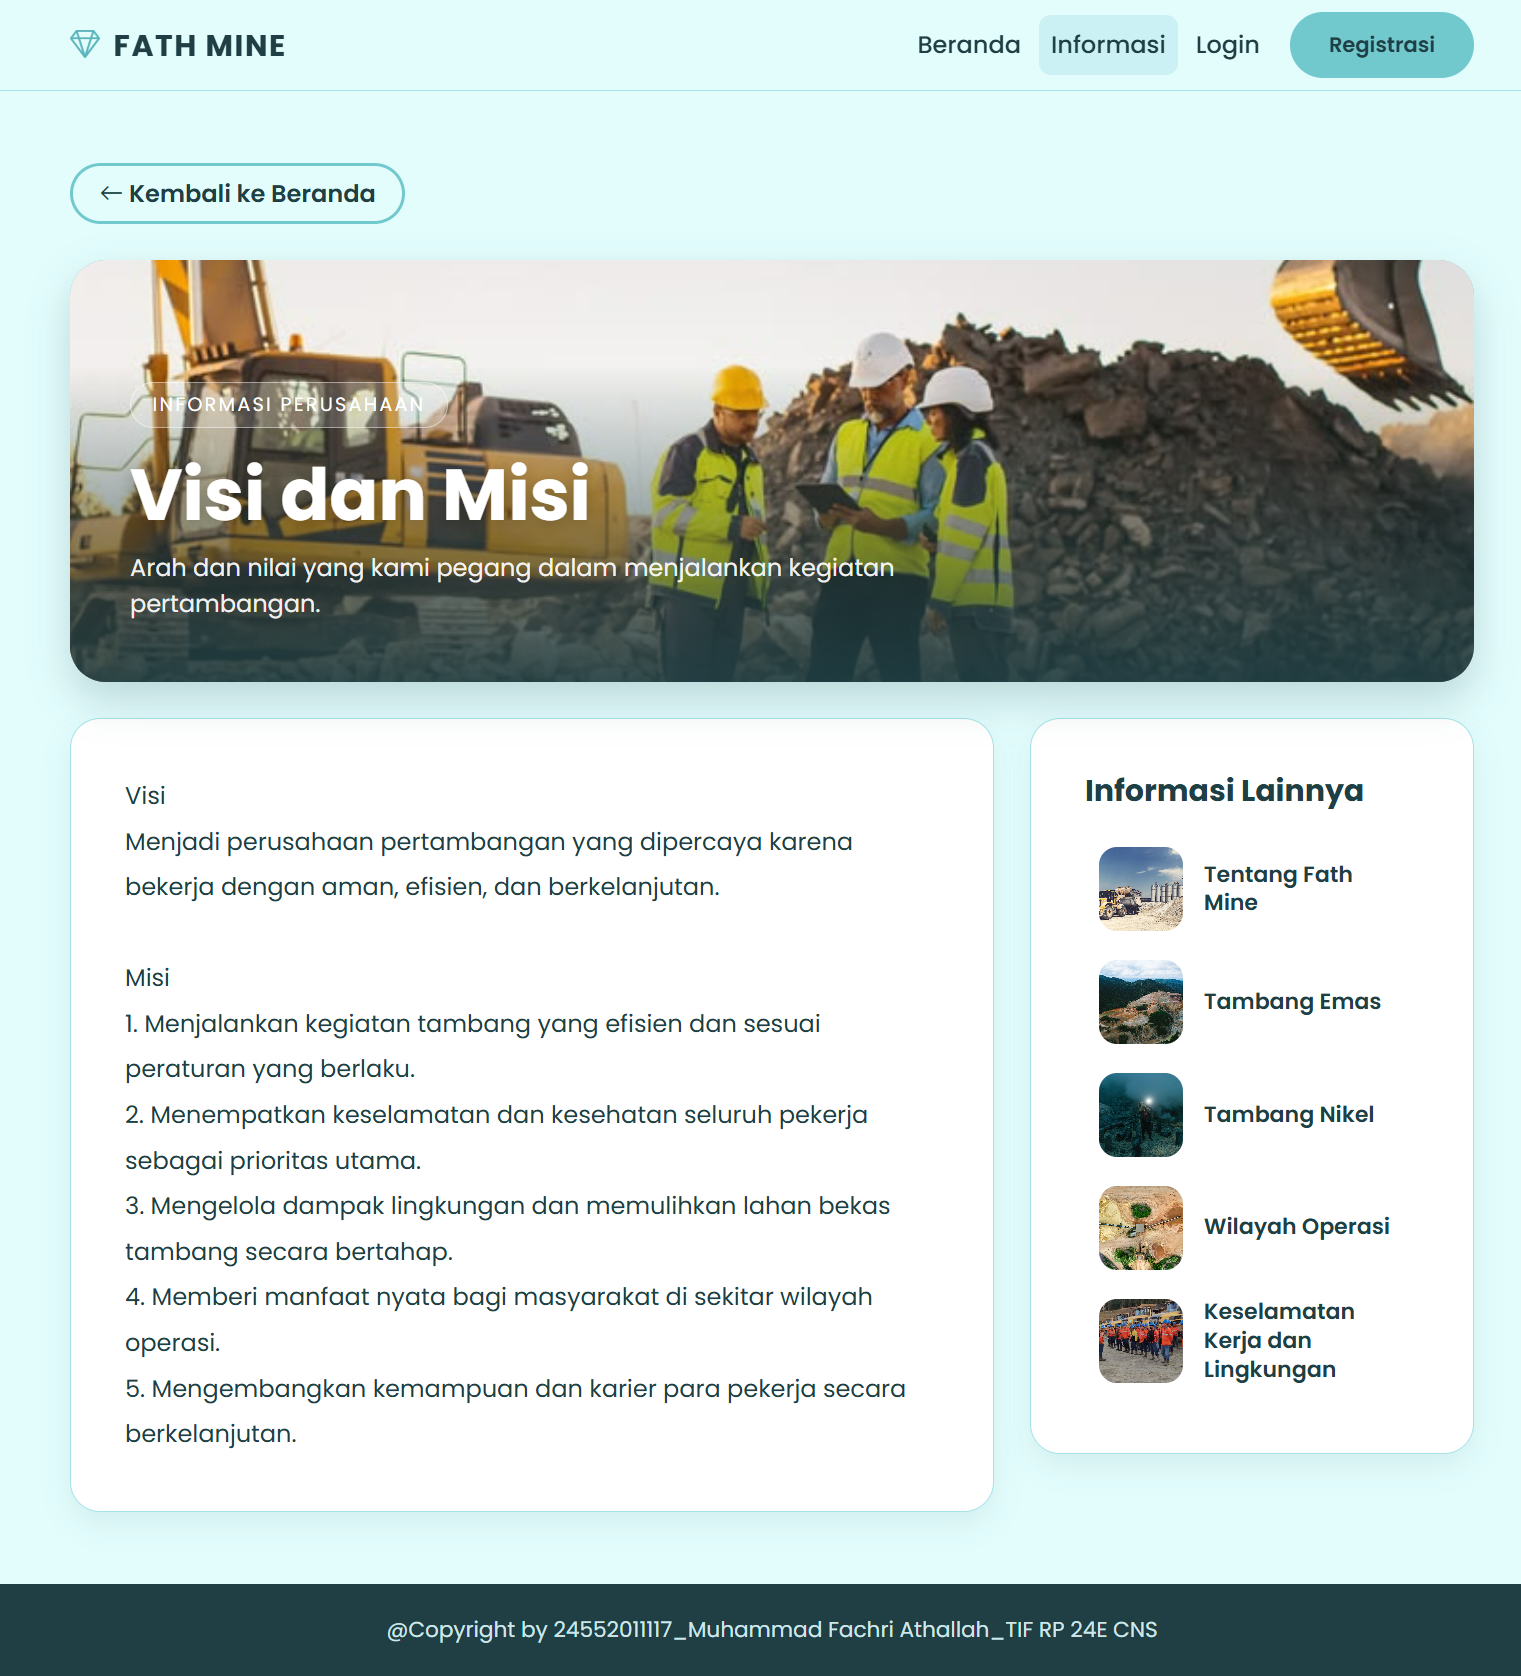 FATH MINE
Beranda
Informasi
Login
Registrasi
← Kembali ke Beranda
INFORMASI PERUSAHAAN
Visi dan Misi
Arah dan nilai yang kami pegang dalam menjalankan kegiatan
pertambangan.
Visi
Menjadi perusahaan pertambangan yang dipercaya karena
bekerja dengan aman, efisien, dan berkelanjutan.
Misi
1. Menjalankan kegiatan tambang yang efisien dan sesuai
peraturan yang berlaku.
2. Menempatkan keselamatan dan kesehatan seluruh pekerja
sebagai prioritas utama.
3. Mengelola dampak lingkungan dan memulihkan lahan bekas
tambang secara bertahap.
4. Memberi manfaat nyata bagi masyarakat di sekitar wilayah
operasi.
5. Mengembangkan kemampuan dan karier para pekerja secara
berkelanjutan.
Informasi Lainnya
Tentang Fath
Mine
Tambang Emas
Tambang Nikel
Wilayah Operasi
Keselamatan
Kerja dan
Lingkungan
@Copyright by 24552011117_Muhammad Fachri Athallah_TIF RP 24E CNS